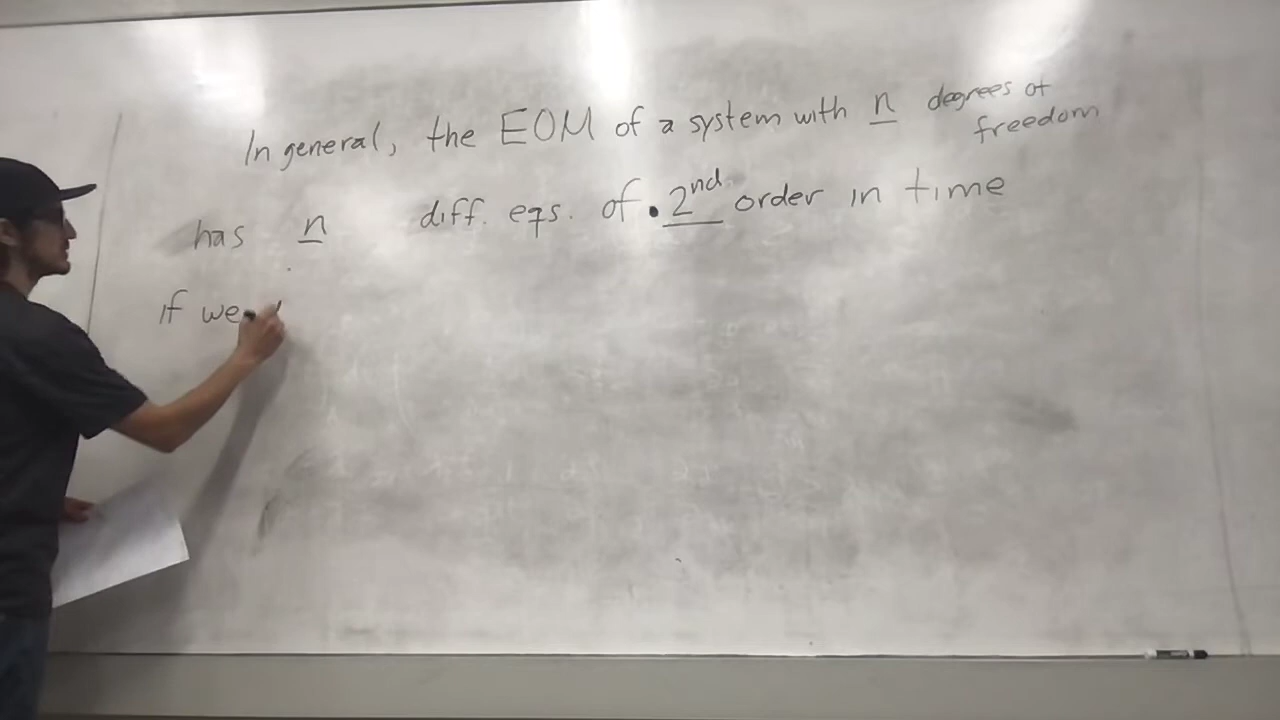 In general, the EOM of a system with n degrees of
freedom
has n diff. eqs. of 2nd order in time
if we